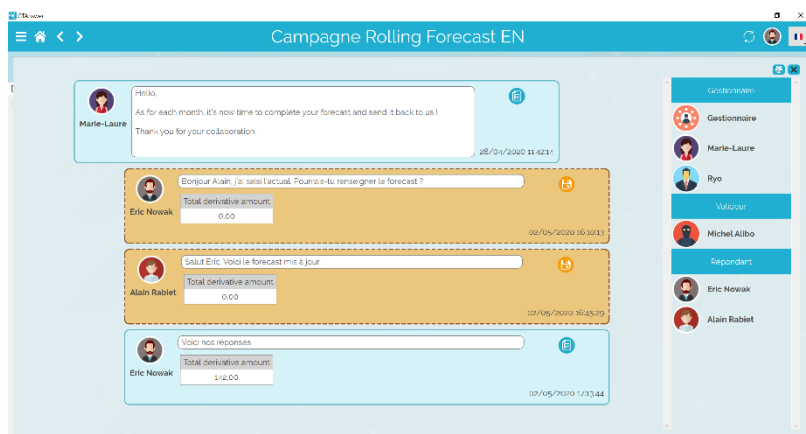 CTAnswer
Campagne Rolling Forecast EN
Hello,
As for each month, it's now time to complete your forecast and send it back to us !
Thank you for your collaboration.
Marie-Laure
28/04/2020 11:42:14
Bonjour Alain, j'ai saisi l'actual. Pourrais-tu renseigner le forecast ?
Total derivative amount
0,00
Eric Nowak
02/05/2020 16:10:13
Salut Eric, Voici le forecast mis à jour
Total derivative amount
0,00
Alain Rabiet
02/05/2020 16:45:29
Voici nos réponses
Total derivative amount
142,00
Eric Nowak
02/05/2020 17:13:44
Gestionnaire
Gestionnaire
Marie-Laure
Ryo
Valideur
Michel Alibo
Répondant
Eric Nowak
Alain Rabiet